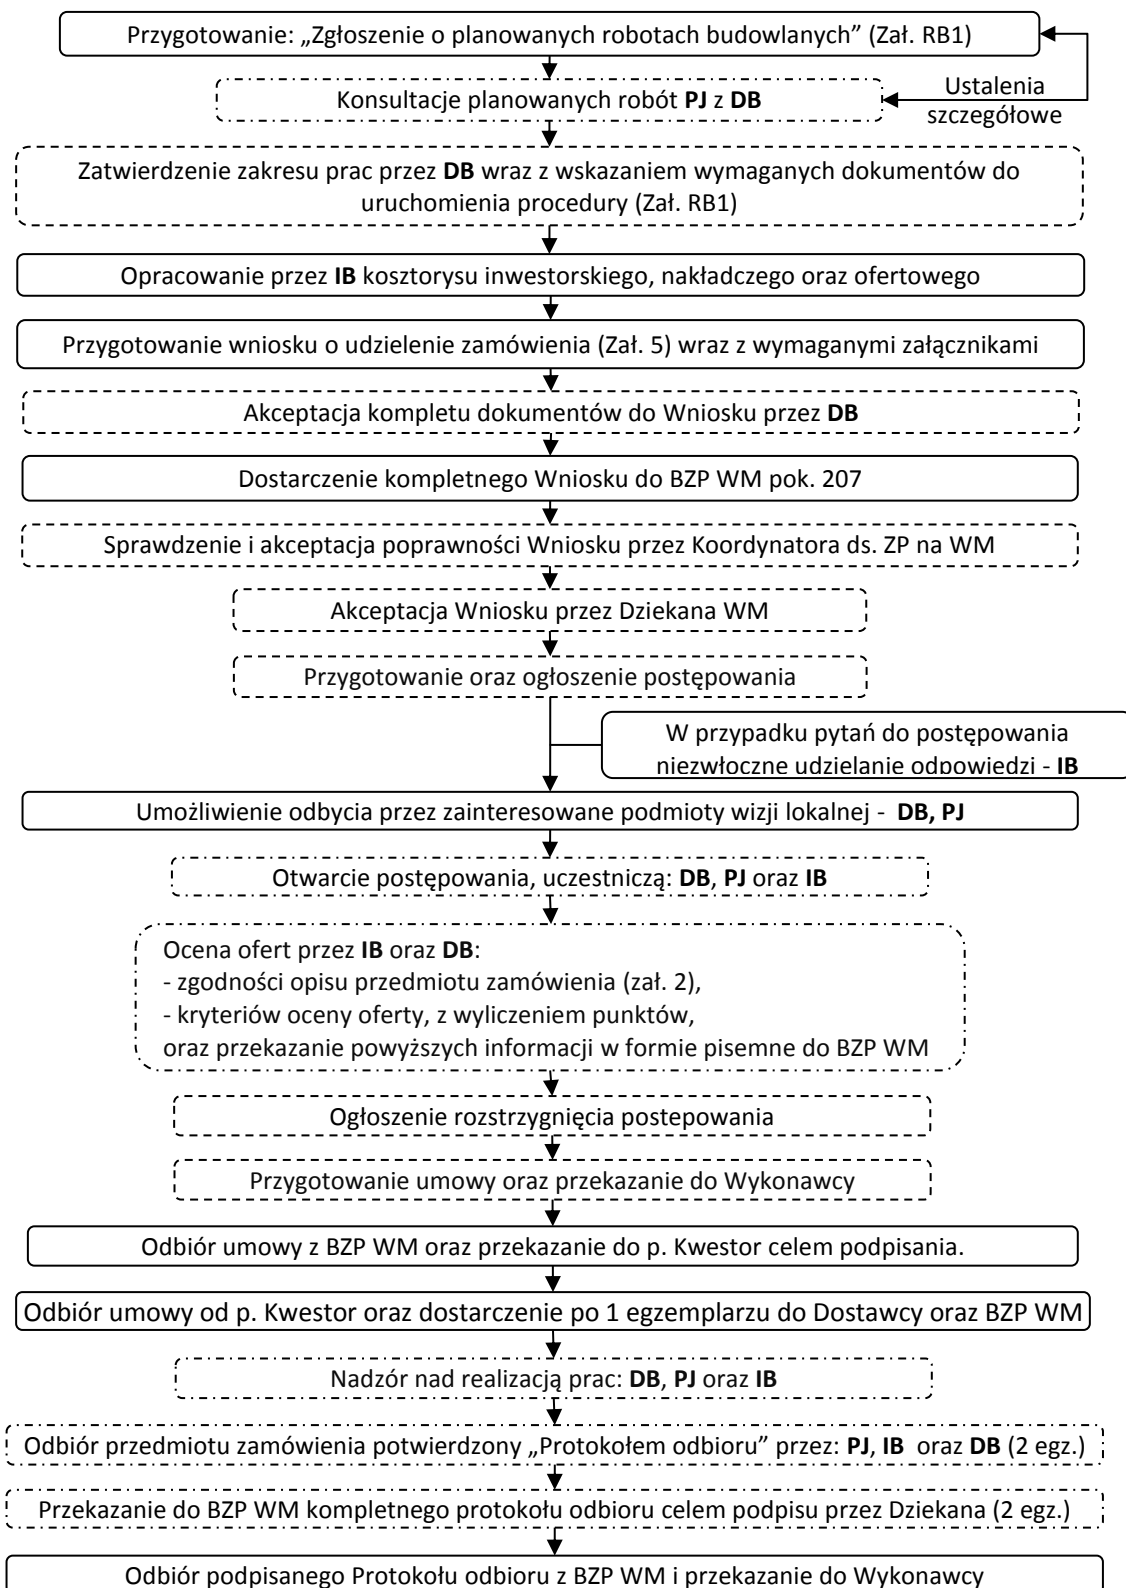 Przygotowanie: „Zgłoszenie o planowanych robotach budowlanych” (Zał. RB1)
Konsultacje planowanych robót PJ z DB
Ustalenia
szczegółowe
Zatwierdzenie zakresu prac przez DB wraz z wskazaniem wymaganych dokumentów do
uruchomienia procedury (Zał. RB1)
Opracowanie przez IB kosztorysu inwestorskiego, nakładczego oraz ofertowego
Przygotowanie wniosku o udzielenie zamówienia (Zał. 5) wraz z wymaganymi załącznikami
Akceptacja kompletu dokumentów do Wniosku przez DB
Dostarczenie kompletnego Wniosku do BZP WM pok. 207
Sprawdzenie i akceptacja poprawności Wniosku przez Koordynatora ds. ZP na WM
Akceptacja Wniosku przez Dziekana WM
Przygotowanie oraz ogłoszenie postępowania
W przypadku pytań do postępowania
niezwłoczne udzielanie odpowiedzi - IB
Umożliwienie odbycia przez zainteresowane podmioty wizji lokalnej - DB, PJ
Otwarcie postępowania, uczestniczą: DB, PJ oraz IB
Ocena ofert przez IB oraz DB:
- zgodności opisu przedmiotu zamówienia (zał. 2),
- kryteriów oceny oferty, z wyliczeniem punktów,
oraz przekazanie powyższych informacji w formie pisemne do BZP WM
Ogłoszenie rozstrzygnięcia postepowania
Przygotowanie umowy oraz przekazanie do Wykonawcy
Odbiór umowy z BZP WM oraz przekazanie do p. Kwestor celem podpisania.
Odbiór umowy od p. Kwestor oraz dostarczenie po 1 egzemplarzu do Dostawcy oraz BZP WM
Nadzór nad realizacją prac: DB, PJ oraz IB
Odbiór przedmiotu zamówienia potwierdzony „Protokołem odbioru” przez: PJ, IB oraz DB (2 egz.)
Przekazanie do BZP WM kompletnego protokołu odbioru celem podpisu przez Dziekana (2 egz.)
Odbiór podpisanego Protokołu odbioru z BZP WM i przekazanie do Wykonawcy